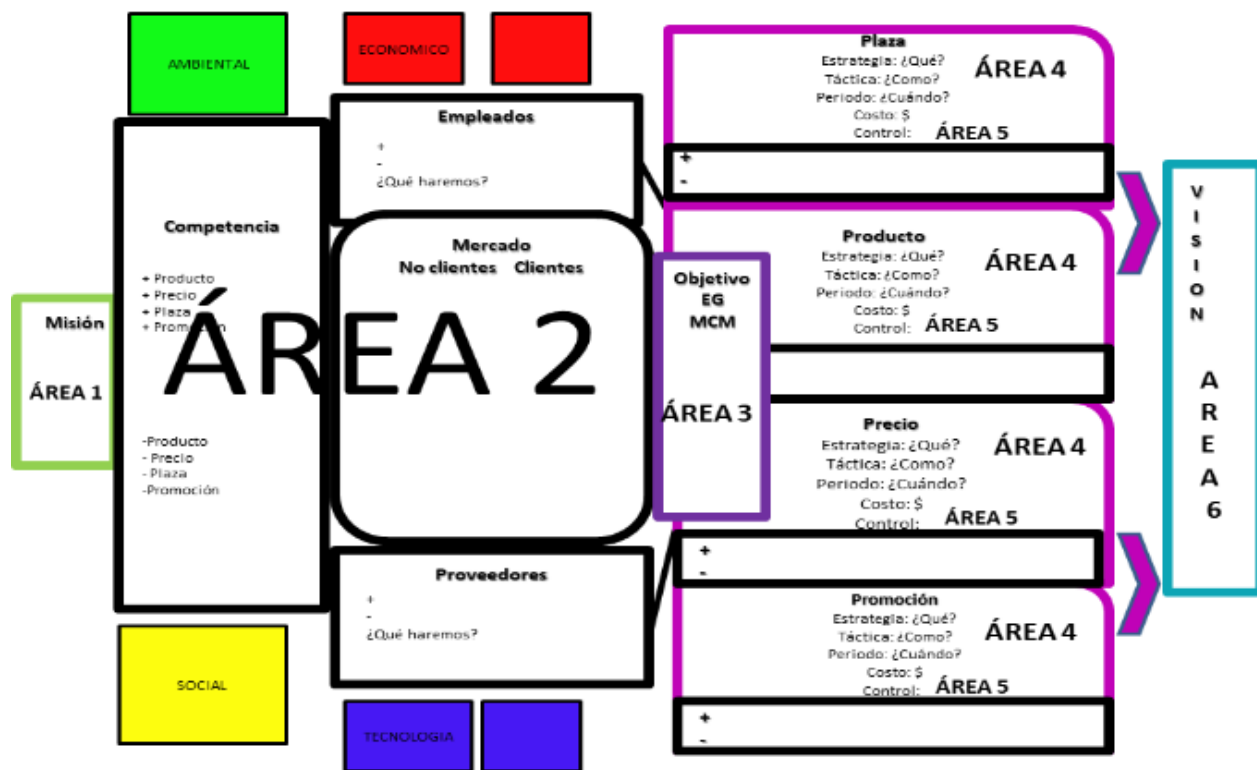 AMBIENTAL
ECONOMICO
Misión
ÁREA 1
Competencia
+ Producto
+ Precio
+ Plaza
+ Promoción
-Producto
- Precio
- Plaza
-Promoción
SOCIAL
Empleados
+
-
¿Qué haremos?
Mercado
No clientes Clientes
ÁREA 2
Proveedores
+
-
¿Qué haremos?
TECNOLOGIA
Objetivo
EG
MCM
ÁREA 3
Plaza
Estrategia: ¿Qué?
ÁREA 4
Táctica: ¿Como?
Periodo: ¿Cuándo?
Costo: $
Control: ÁREA 5
+
-
Producto
Estrategia: ¿Qué?
ÁREA 4
Táctica: ¿Como?
Periodo: ¿Cuándo?
Costo: $
Control: ÁREA 5
Precio
Estrategia: ¿Qué?
ÁREA 4
Táctica: ¿Como?
Periodo: ¿Cuándo?
Costo: $
Control: ÁREA 5
+
-
Promoción
Estrategia: ¿Qué?
ÁREA 4
Táctica: ¿Como?
Periodo: ¿Cuándo?
Costo: $
Control: ÁREA 5
+
-
VISION
AREA6